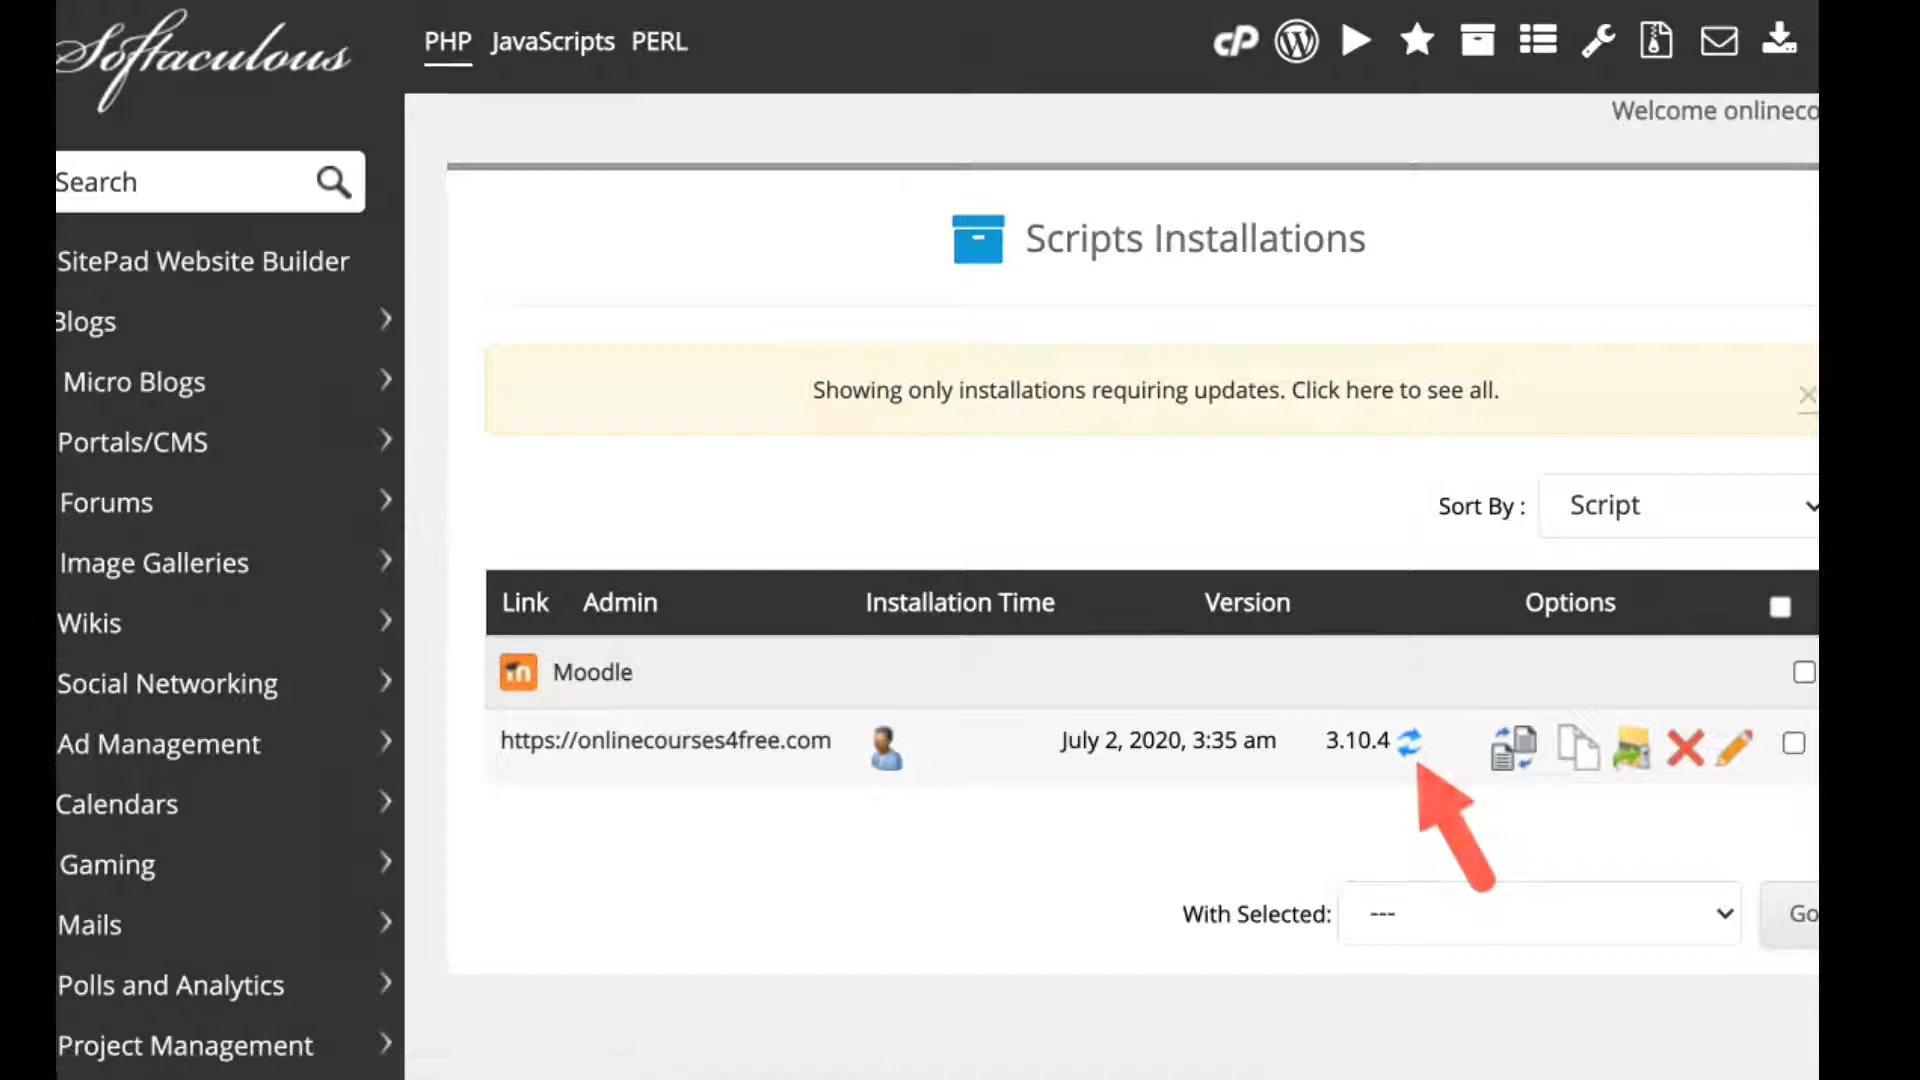 Softaculous
PHP JavaScripts PERL
cP
Welcome onlineco
Search
Scripts Installations
SitePad Website Builder
Blogs
Micro Blogs
Portals/CMS
Forums
Image Galleries
Wikis
Social Networking
Ad Management
Calendars
Gaming
Mails
Polls and Analytics
Project Management
Showing only installations requiring updates. Click here to see all.
Sort By : Script
Link Admin Installation Time Version Options
Moodle
https://onlinecourses4free.com July 2, 2020, 3:35 am 3.10.4
With Selected: --- Go